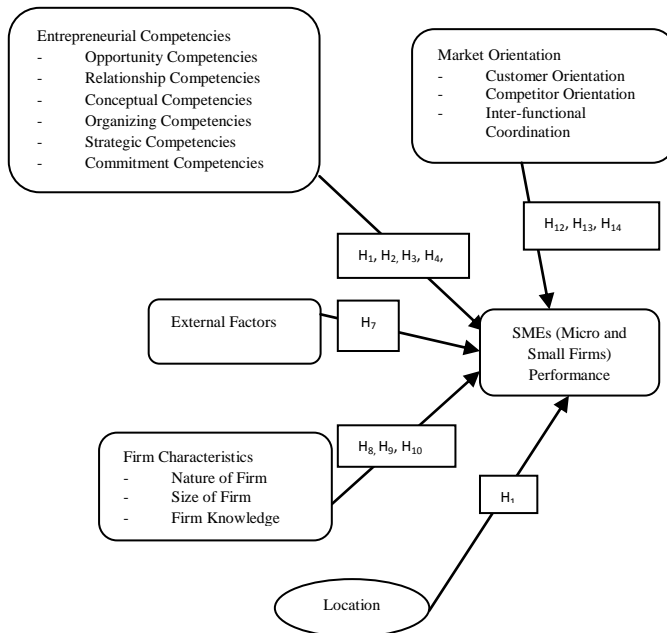 Entrepreneurial Competencies
- Opportunity Competencies
- Relationship Competencies
- Conceptual Competencies
- Organizing Competencies
- Strategic Competencies
- Commitment Competencies
Market Orientation
- Customer Orientation
- Competitor Orientation
- Inter-functional
Coordination
H₁₂, H₁₃, H₁₄
H₁, H₂, H₃, H₄,
External Factors
H₇
SMEs (Micro and
Small Firms)
Performance
Firm Characteristics
- Nature of Firm
- Size of Firm
- Firm Knowledge
H₈, H₉, H₁₀
H₁
Location